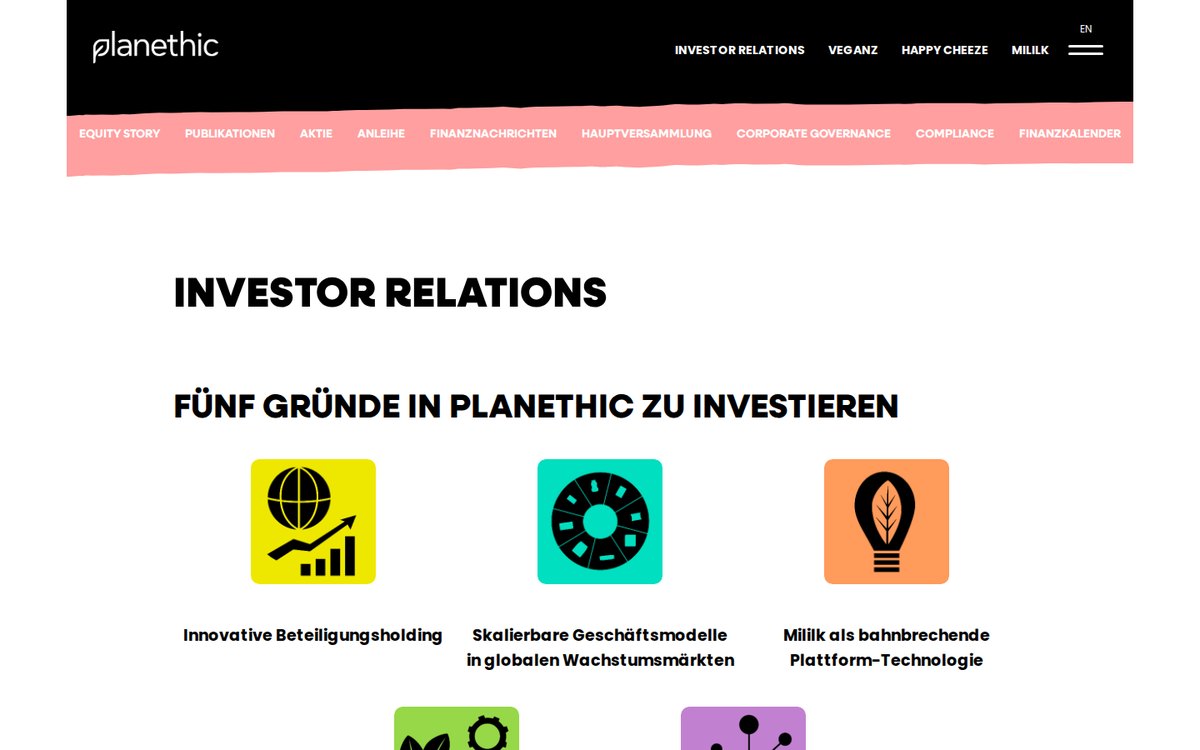 planethic
EN
INVESTOR RELATIONS VEGANZ HAPPY CHEEZE MILILK
EQUITY STORY PUBLIKATIONEN AKTIE ANLEIHE FINANZNACHRICHTEN HAUPTVERSAMMLUNG CORPORATE GOVERNANCE COMPLIANCE FINANZKALENDER
INVESTOR RELATIONS
FÜNF GRÜNDE IN PLANETHIC ZU INVESTIEREN
Innovative Beteiligungsholding
Skalierbare Geschäftsmodelle
in globalen Wachstumsmärkten
Mililk als bahnbrechende
Plattform-Technologie